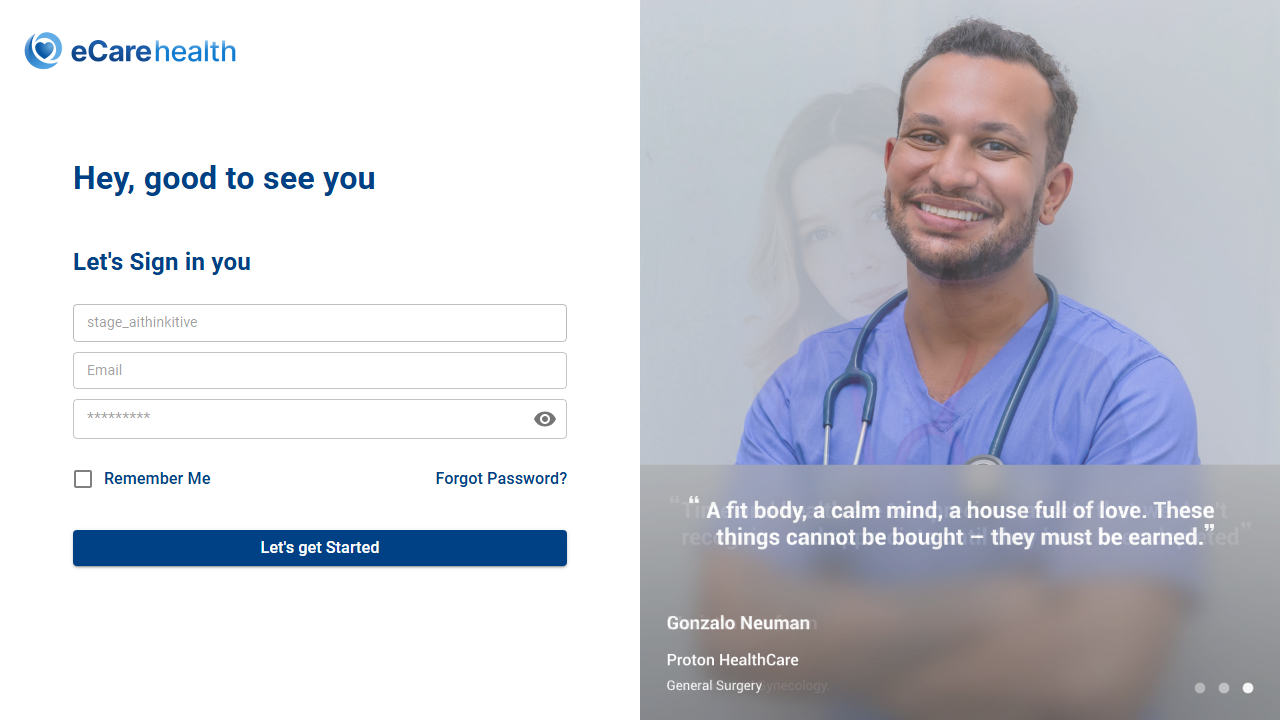 eCarehealth
Hey, good to see you
Let's Sign in you
stage_aithinkitive
Email
*********
Remember Me
Forgot Password?
Let's get Started
❝ A fit body, a calm mind, a house full of love. These
things cannot be bought – they must be earned.❞
Gonzalo Neuman
Proton HealthCare
General Surgery